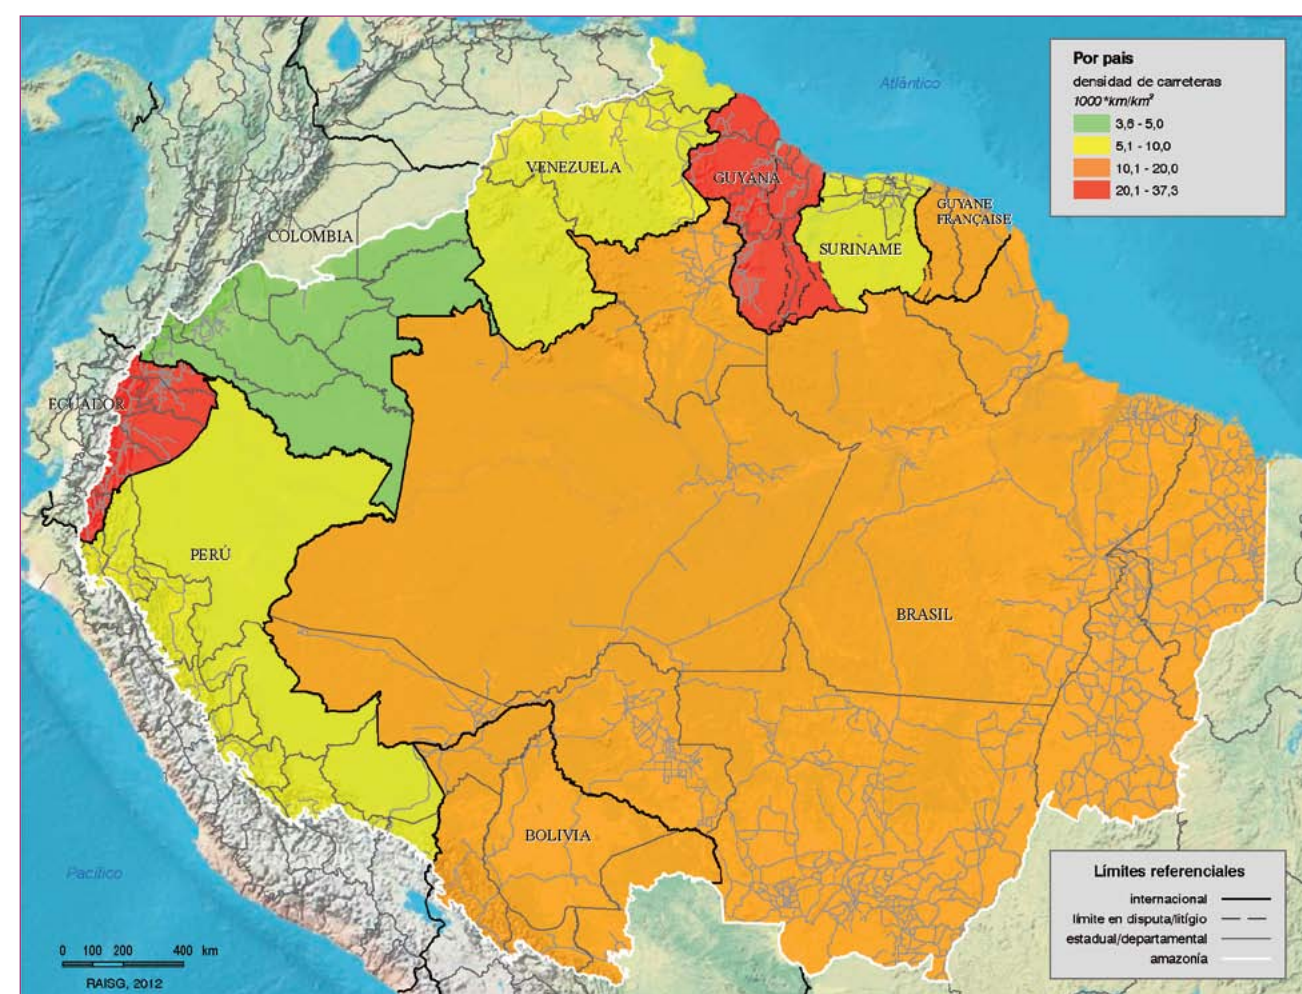 Atlántico
Por pais
densidad de carreteras
1000*km/km²
3,6 - 5,0
5,1 - 10,0
10,1 - 20,0
20,1 - 37,3
VENEZUELA
GUYANA
GUYANE
FRANÇAISE
COLOMBIA
SURINAME
ECUADOR
PERÚ
BRASIL
BOLIVIA
Pacífico
Límites referenciales
internacional
límite en disputa/litígio
estadual/departamental
amazonía
0 100 200 400 km
RAISG, 2012